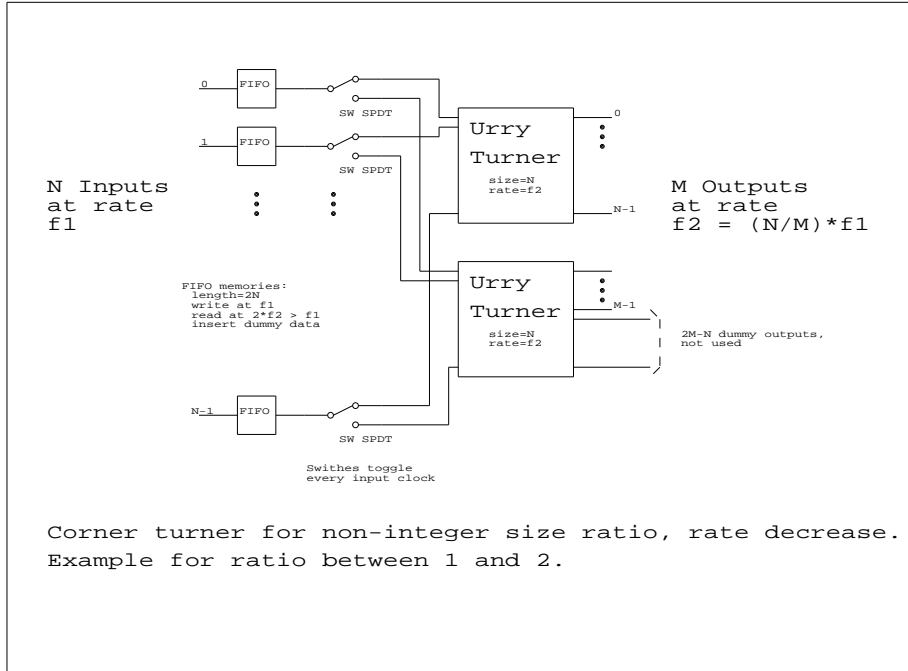 0
FIFO
SW SPDT
1
FIFO
SW SPDT
N Inputs
at rate
f1
Urry
Turner
size=N
rate=f2
0
N-1
M Outputs
at rate
f2 = (N/M)*f1
FIFO memories:
length=2N
write at f1
read at 2*f2 > f1
insert dummy data
Urry
Turner
size=N
rate=f2
M-1
2M-N dummy outputs,
not used
N-1
FIFO
SW SPDT
Swithes toggle
every input clock
Corner turner for non-integer size ratio, rate decrease.
Example for ratio between 1 and 2.